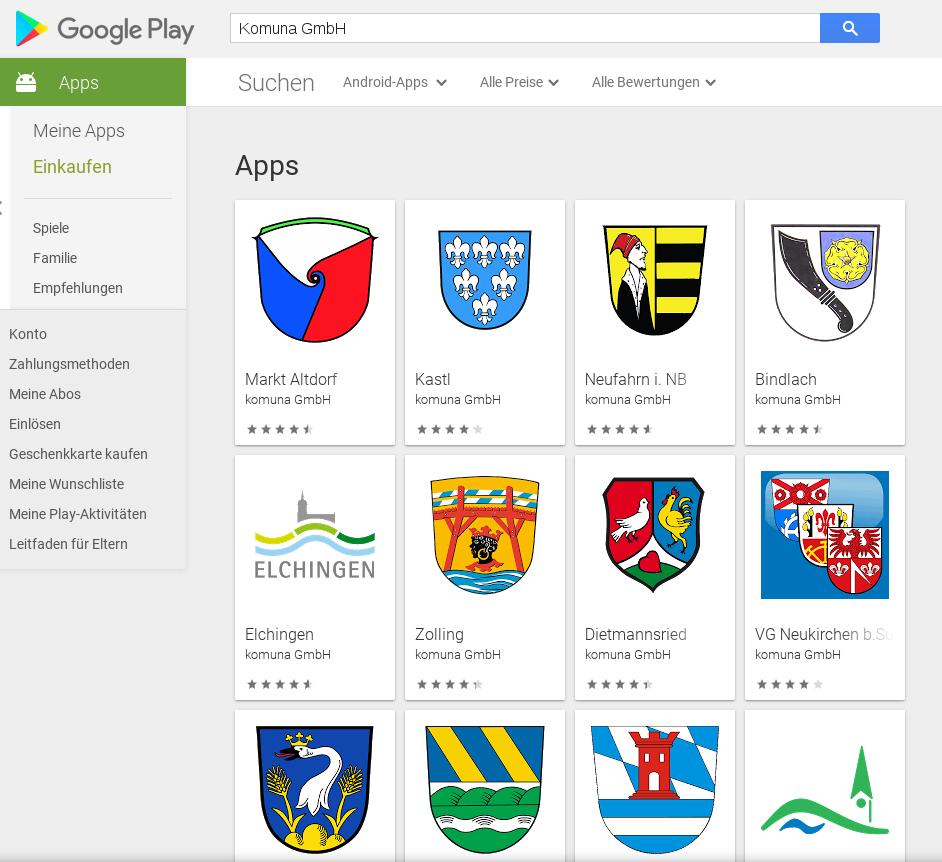 Google Play
Komuna GmbH
Apps
Suchen
Android-Apps
Alle Preise
Alle Bewertungen
Meine Apps
Einkaufen
Spiele
Familie
Empfehlungen
Konto
Zahlungsmethoden
Meine Abos
Einlösen
Geschenkkarte kaufen
Meine Wunschliste
Meine Play-Aktivitäten
Leitfaden für Eltern
Apps
Markt Altdorf
komuna GmbH
Kastl
komuna GmbH
Neufahrn i. NB
komuna GmbH
Bindlach
komuna GmbH
ELCHINGEN
Elchingen
komuna GmbH
Zolling
komuna GmbH
Dietmannsried
komuna GmbH
VG Neukirchen b.Su
komuna GmbH